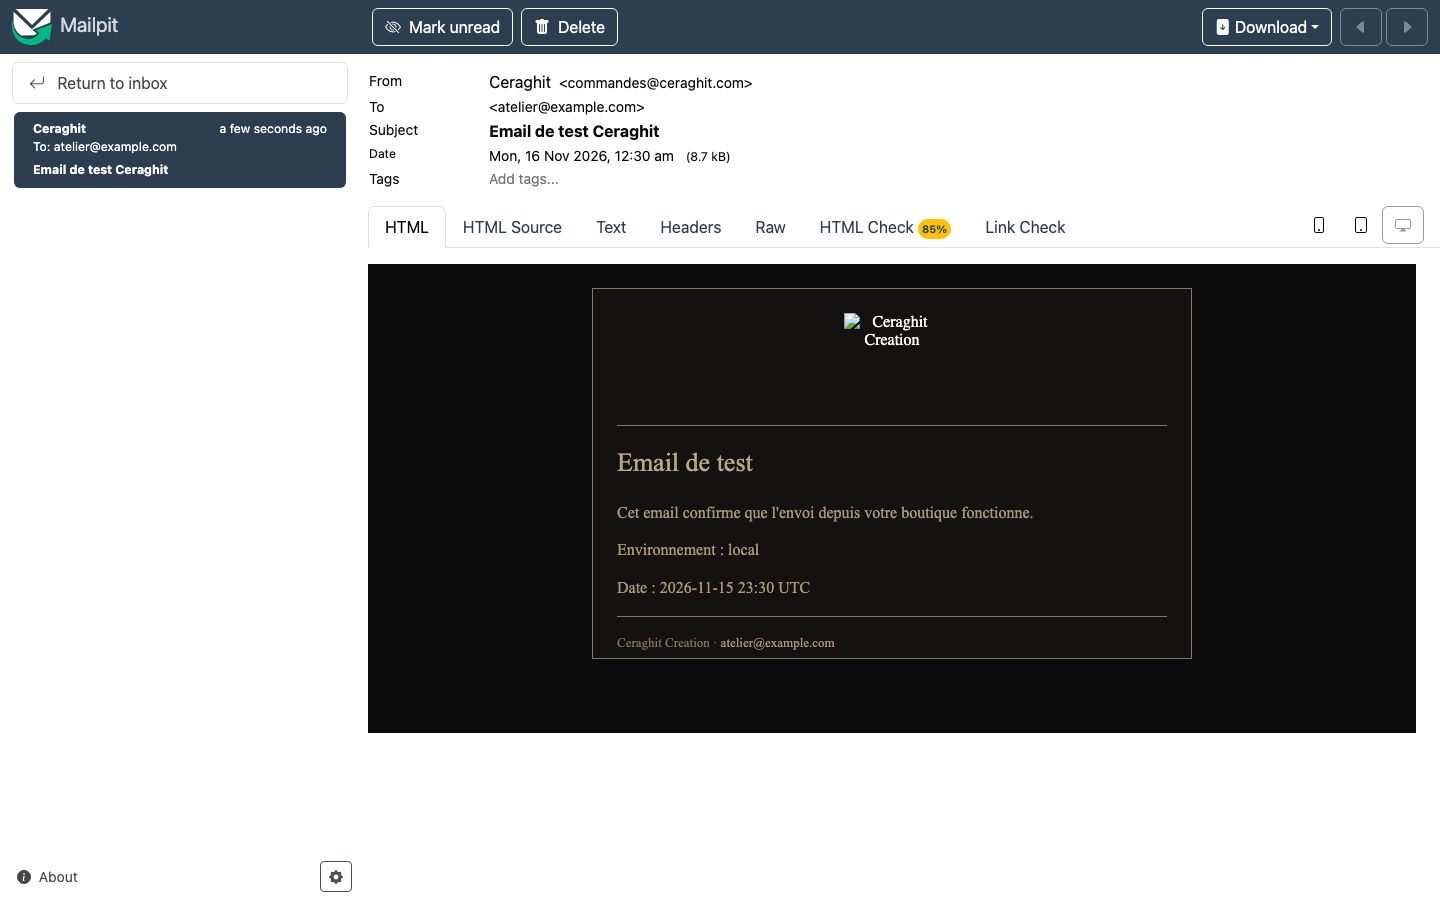 Mailpit
Mark unread
Delete
Download
Return to inbox
Ceraghit a few seconds ago
To: atelier@example.com
Email de test Ceraghit
From Ceraghit <commandes@ceraghit.com>
To <atelier@example.com>
Subject Email de test Ceraghit
Date Mon, 16 Nov 2026, 12:30 am (8.7 kB)
Tags Add tags...
HTML HTML Source Text Headers Raw HTML Check 85% Link Check
Ceraghit
Creation
Email de test
Cet email confirme que l'envoi depuis votre boutique fonctionne.
Environnement : local
Date : 2026-11-15 23:30 UTC
Ceraghit Creation · atelier@example.com
About